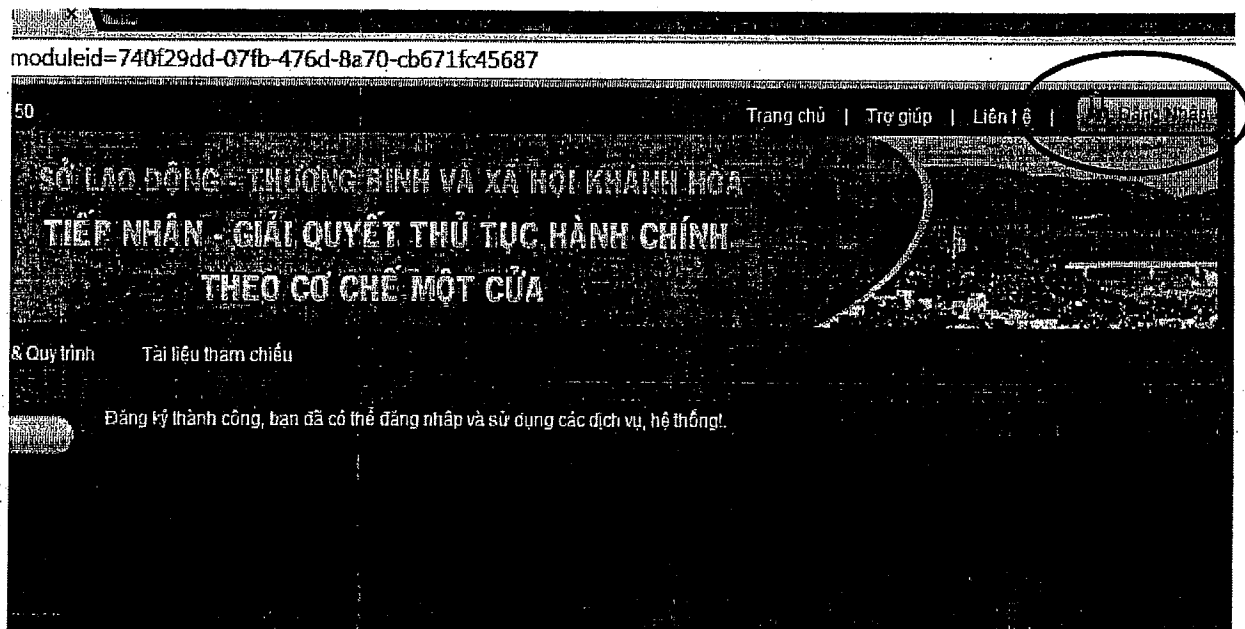 moduleid=740f29dd-07fb-476d-8a70-cb671fc45687
50
Trang chủ | Trợ giúp | Liên hệ | Đăng Nhập
SỞ LAO ĐỘNG - THƯƠNG BINH VÀ XÃ HỘI KHÁNH HÒA
TIẾP NHẬN - GIẢI QUYẾT THỦ TỤC HÀNH CHÍNH
THEO CƠ CHẾ MỘT CỬA
& Quy trình Tài liệu tham chiếu
Đăng ký thành công, bạn đã có thể đăng nhập và sử dụng các dịch vụ, hệ thống!.